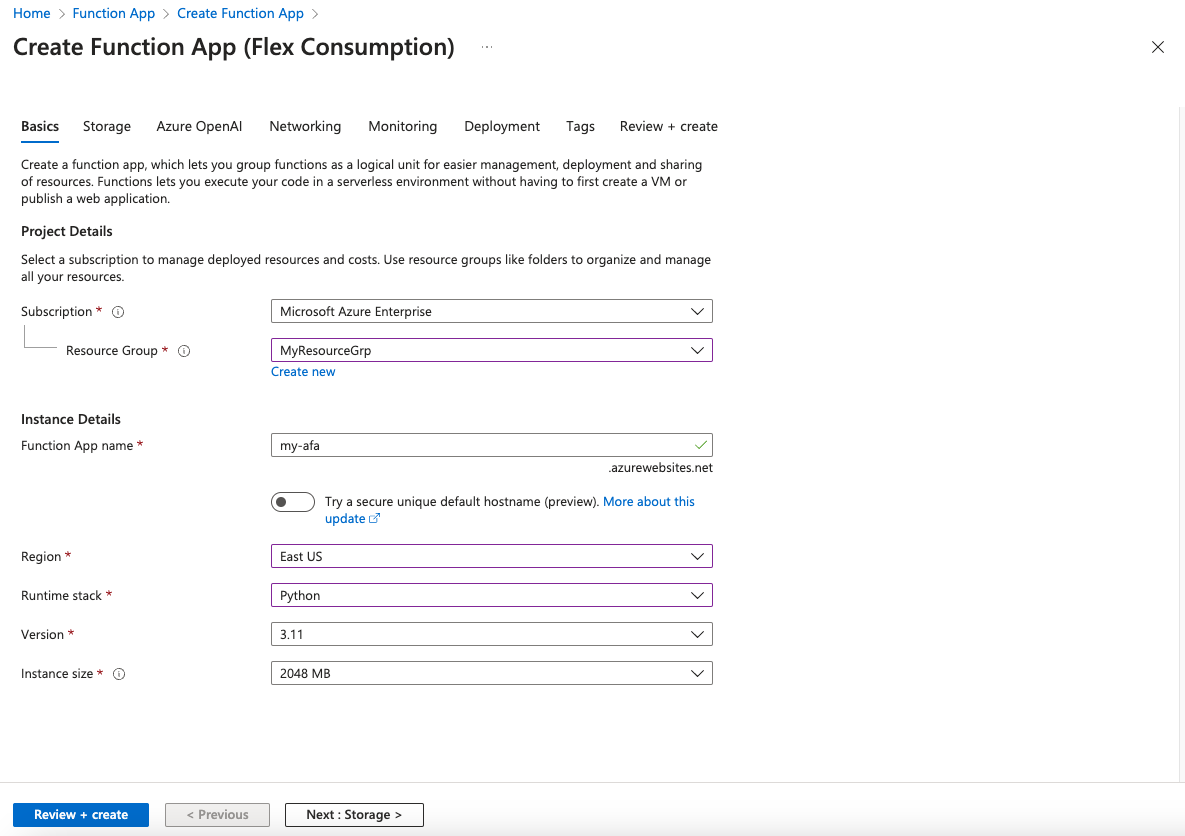 Home > Function App > Create Function App >
Create Function App (Flex Consumption) ...
Basics Storage Azure OpenAI Networking Monitoring Deployment Tags Review + create
Create a function app, which lets you group functions as a logical unit for easier management, deployment and sharing
of resources. Functions lets you execute your code in a serverless environment without having to first create a VM or
publish a web application.
Project Details
Select a subscription to manage deployed resources and costs. Use resource groups like folders to organize and manage
all your resources.
Subscription * Microsoft Azure Enterprise
Resource Group * MyResourceGrp
Create new
Instance Details
Function App name * my-afa
.azurewebsites.net
Try a secure unique default hostname (preview). More about this
update
Region * East US
Runtime stack * Python
Version * 3.11
Instance size * 2048 MB
Review + create < Previous Next : Storage >